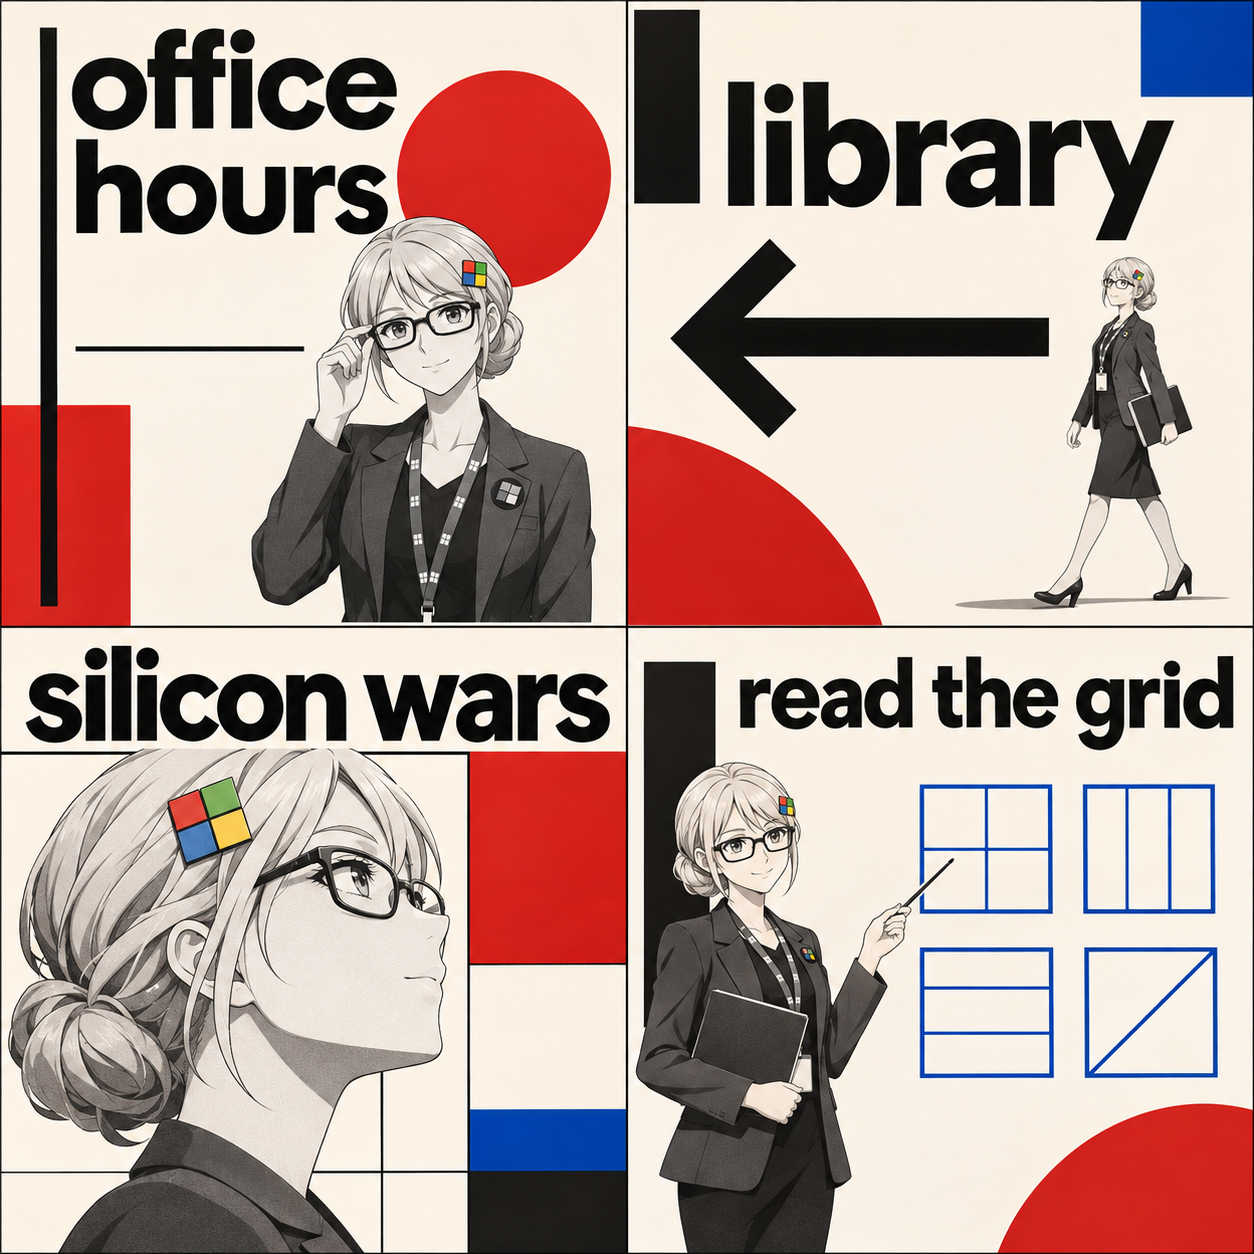 office
hours
library
silicon wars
read the grid